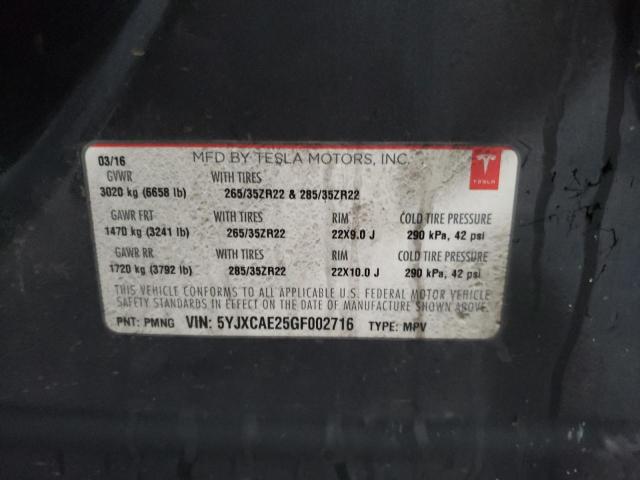 03/16 MFD BY TESLA MOTORS, INC. TESLA
GVWR WITH TIRES
3020 kg (6658 lb) 265/35ZR22 & 285/35ZR22
GAWR FRT WITH TIRES RIM COLD TIRE PRESSURE
1470 kg (3241 lb) 265/35ZR22 22X9.0 J 290 kPa, 42 psi
GAWR RR WITH TIRES RIM COLD TIRE PRESSURE
1720 kg (3792 lb) 285/35ZR22 22X10.0 J 290 kPa, 42 psi
THIS VEHICLE CONFORMS TO ALL APPLICABLE U.S. FEDERAL MOTOR VEHICLE
SAFETY STANDARDS IN EFFECT ON THE DATE OF MANUFACTURE SHOWN ABOVE.
PNT: PMNG VIN: 5YJXCAE25GF002716 TYPE: MPV